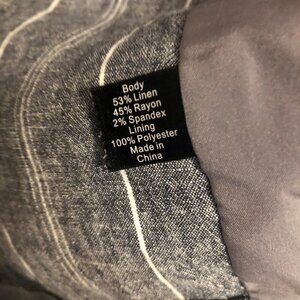 Body
53% Linen
45% Rayon
2% Spandex
Lining
100% Polyester
Made in
China